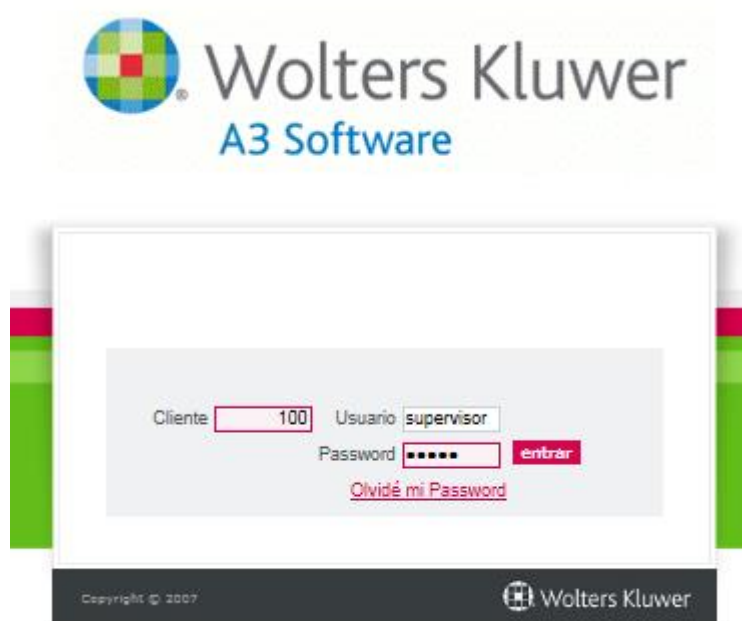 Wolters Kluwer
A3 Software
Cliente 100 Usuario supervisor
Password ••••• entrar
Olvidé mi Password
Copyright © 2007 Wolters Kluwer